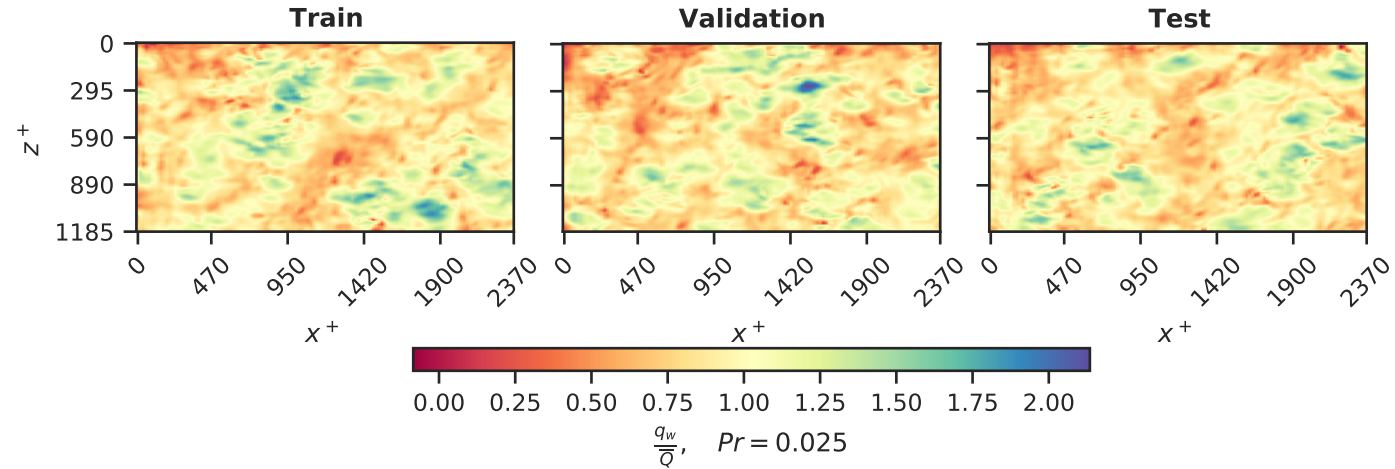 Train Validation Test
0
295
590
890
1185
z⁺
0 470 950 1420 1900 2370 0 470 950 1420 1900 2370 0 470 950 1420 1900 2370
x⁺ x⁺ x⁺
0.00 0.25 0.50 0.75 1.00 1.25 1.50 1.75 2.00
q_w/Q̅, Pr = 0.025